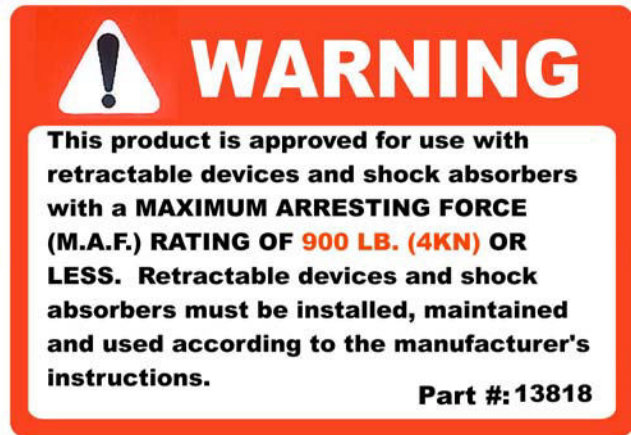 WARNING
This product is approved for use with
retractable devices and shock absorbers
with a MAXIMUM ARRESTING FORCE
(M.A.F.) RATING OF 900 LB. (4KN) OR
LESS.  Retractable devices and shock
absorbers must be installed, maintained
and used according to the manufacturer's
instructions.
Part #: 13818